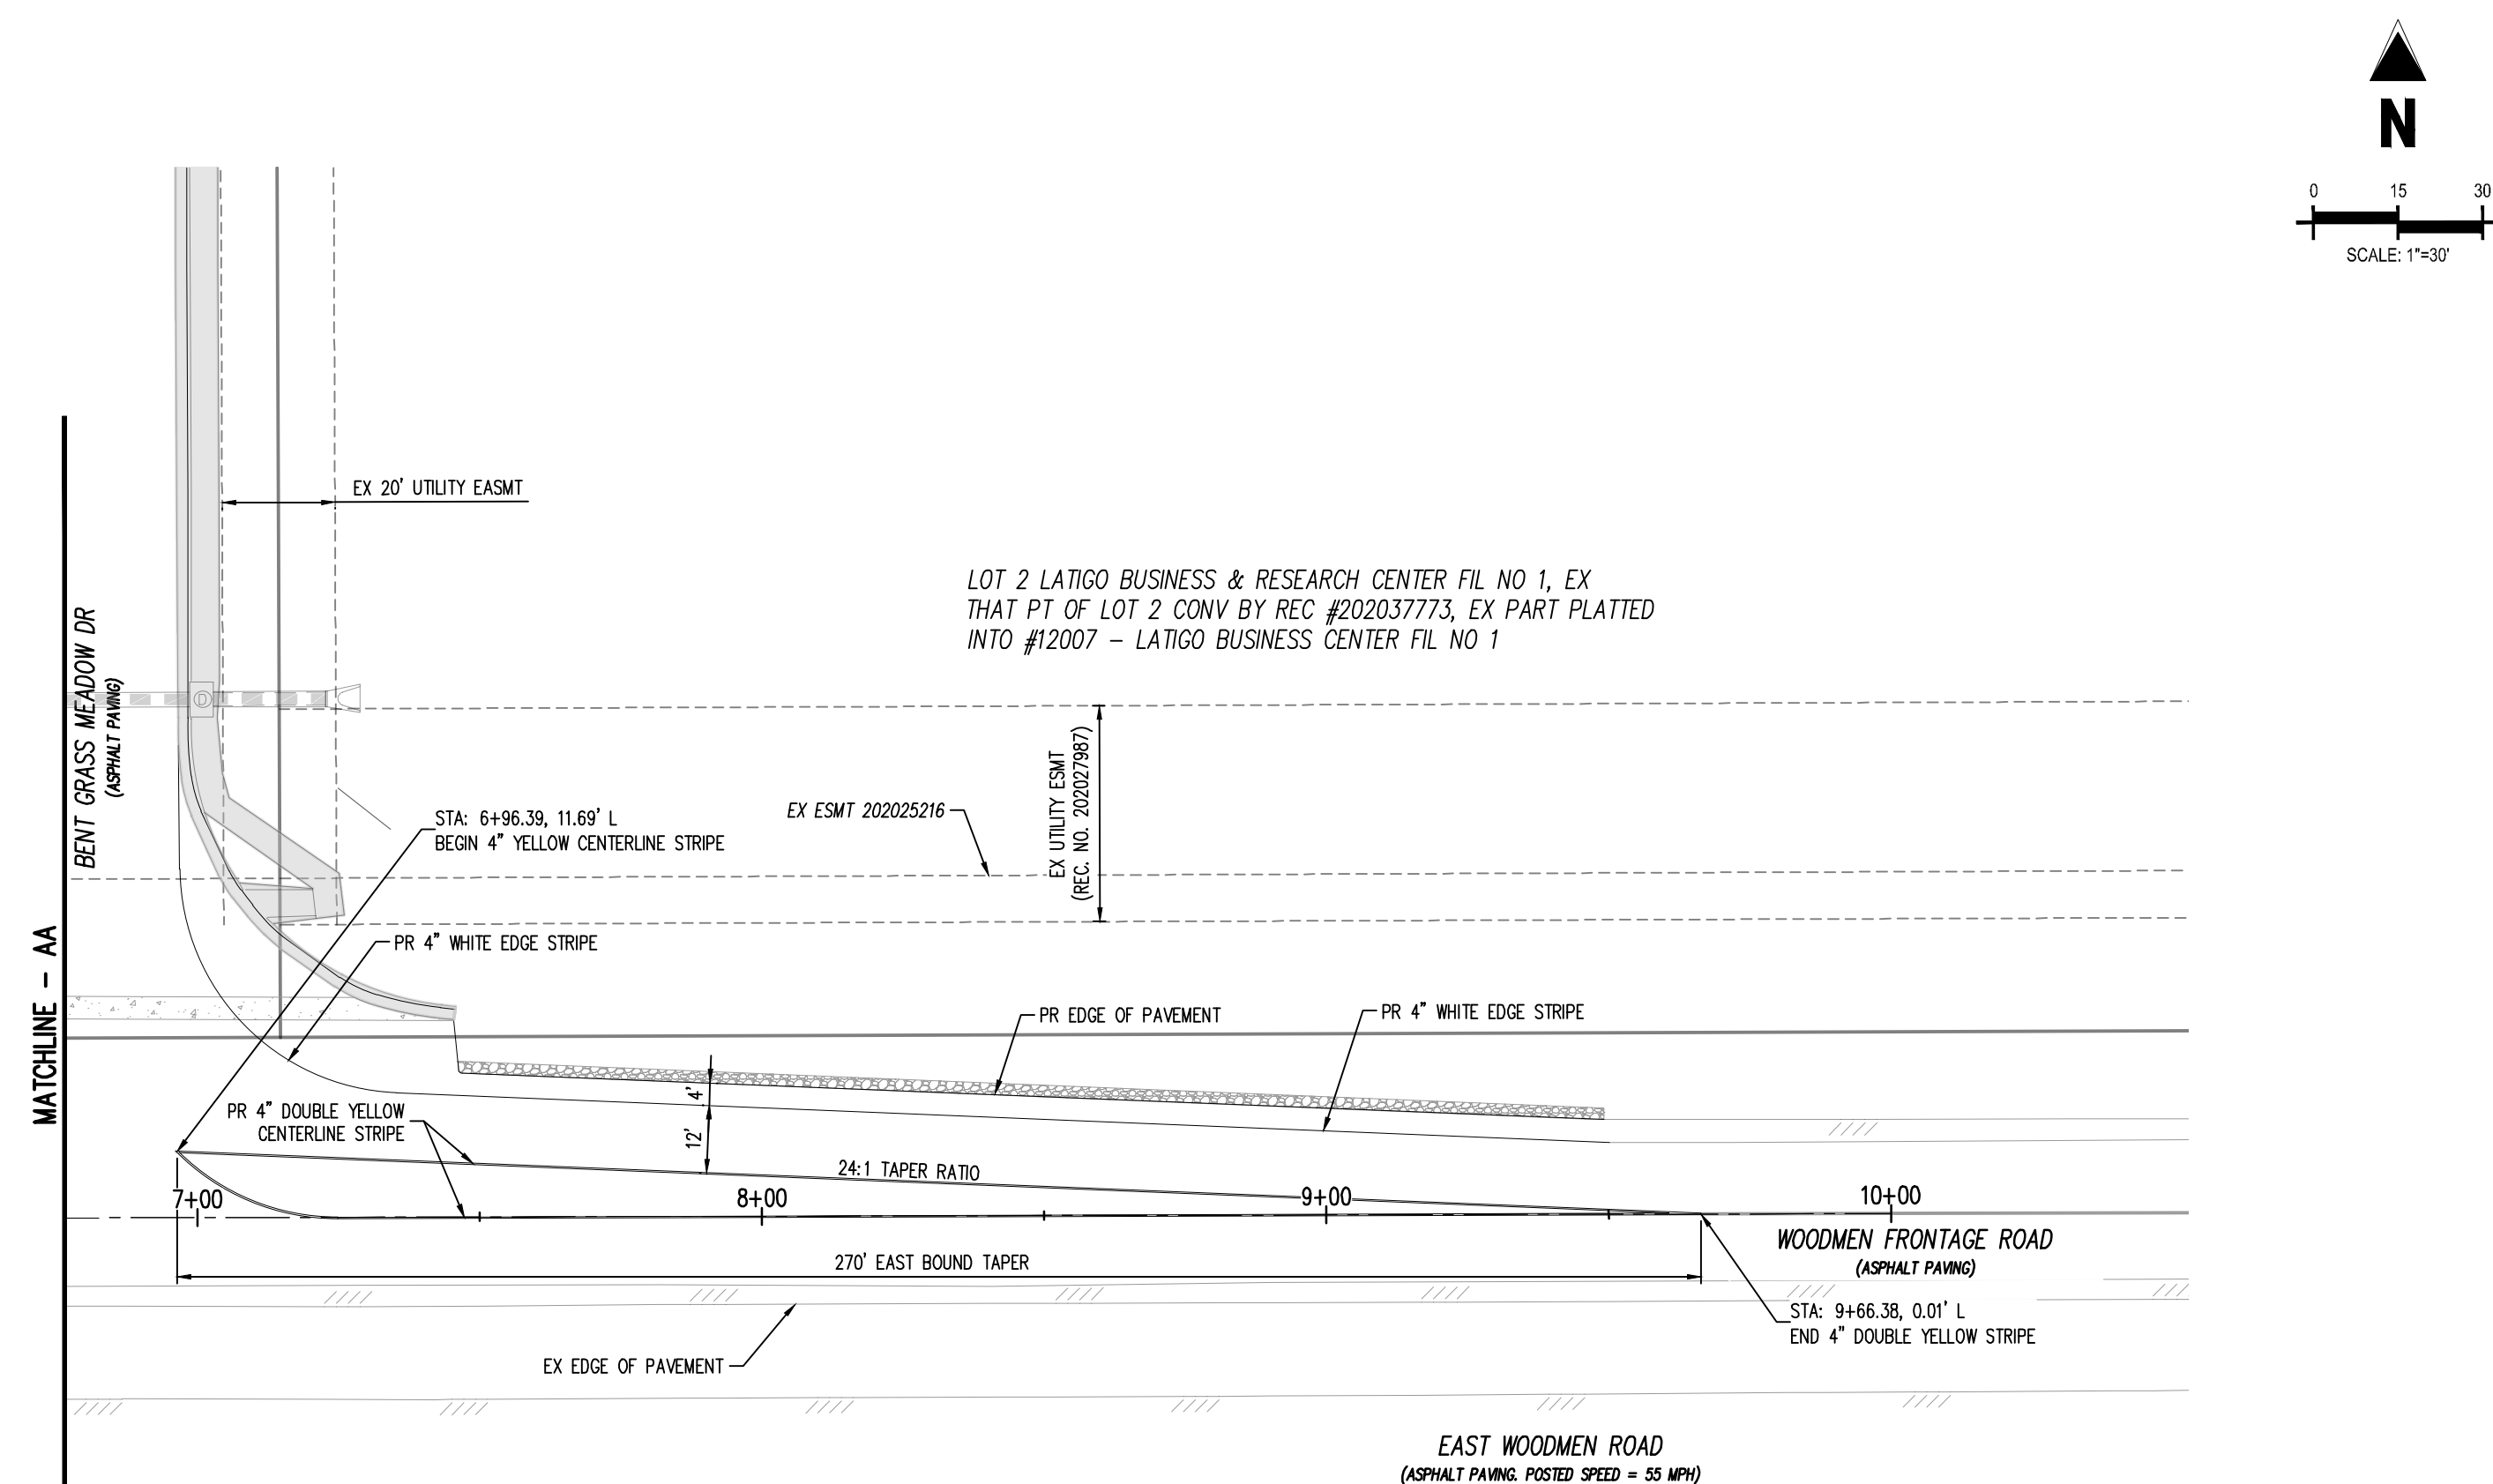 N
0 15 30
SCALE: 1"=30'
EX 20' UTILITY EASMT
LOT 2 LATIGO BUSINESS & RESEARCH CENTER FIL NO 1, EX
THAT PT OF LOT 2 CONV BY REC #202037773, EX PART PLATTED
INTO #12007 - LATIGO BUSINESS CENTER FIL NO 1
BENT GRASS MEADOW DR
(ASPHALT PAVING)
D
STA: 6+96.39, 11.69' L
BEGIN 4" YELLOW CENTERLINE STRIPE
EX ESMT 202025216
EX UTILITY ESMT
(REC. NO. 202027987)
MATCHLINE - AA
PR 4" WHITE EDGE STRIPE
PR EDGE OF PAVEMENT
PR 4" WHITE EDGE STRIPE
4'
12'
PR 4" DOUBLE YELLOW
CENTERLINE STRIPE
24:1 TAPER RATIO
7+00 8+00 9+00 10+00
WOODMEN FRONTAGE ROAD
(ASPHALT PAVING)
270' EAST BOUND TAPER
STA: 9+66.38, 0.01' L
END 4" DOUBLE YELLOW STRIPE
EX EDGE OF PAVEMENT
EAST WOODMEN ROAD
(ASPHALT PAVING. POSTED SPEED = 55 MPH)